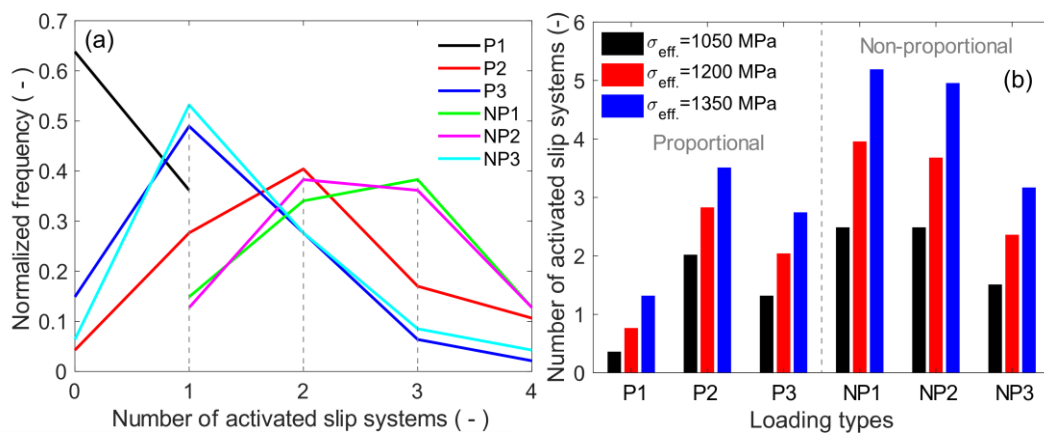 (a)
Normalized frequency ( - )
0.7
0.6
0.5
0.4
0.3
0.2
0.1
0
0 1 2 3 4
Number of activated slip systems ( - )
P1
P2
P3
NP1
NP2
NP3
(b)
Number of activated slip systems (-)
6
5
4
3
2
1
0
σeff.=1050 MPa
σeff.=1200 MPa
σeff.=1350 MPa
Proportional
Non-proportional
P1 P2 P3 NP1 NP2 NP3
Loading types